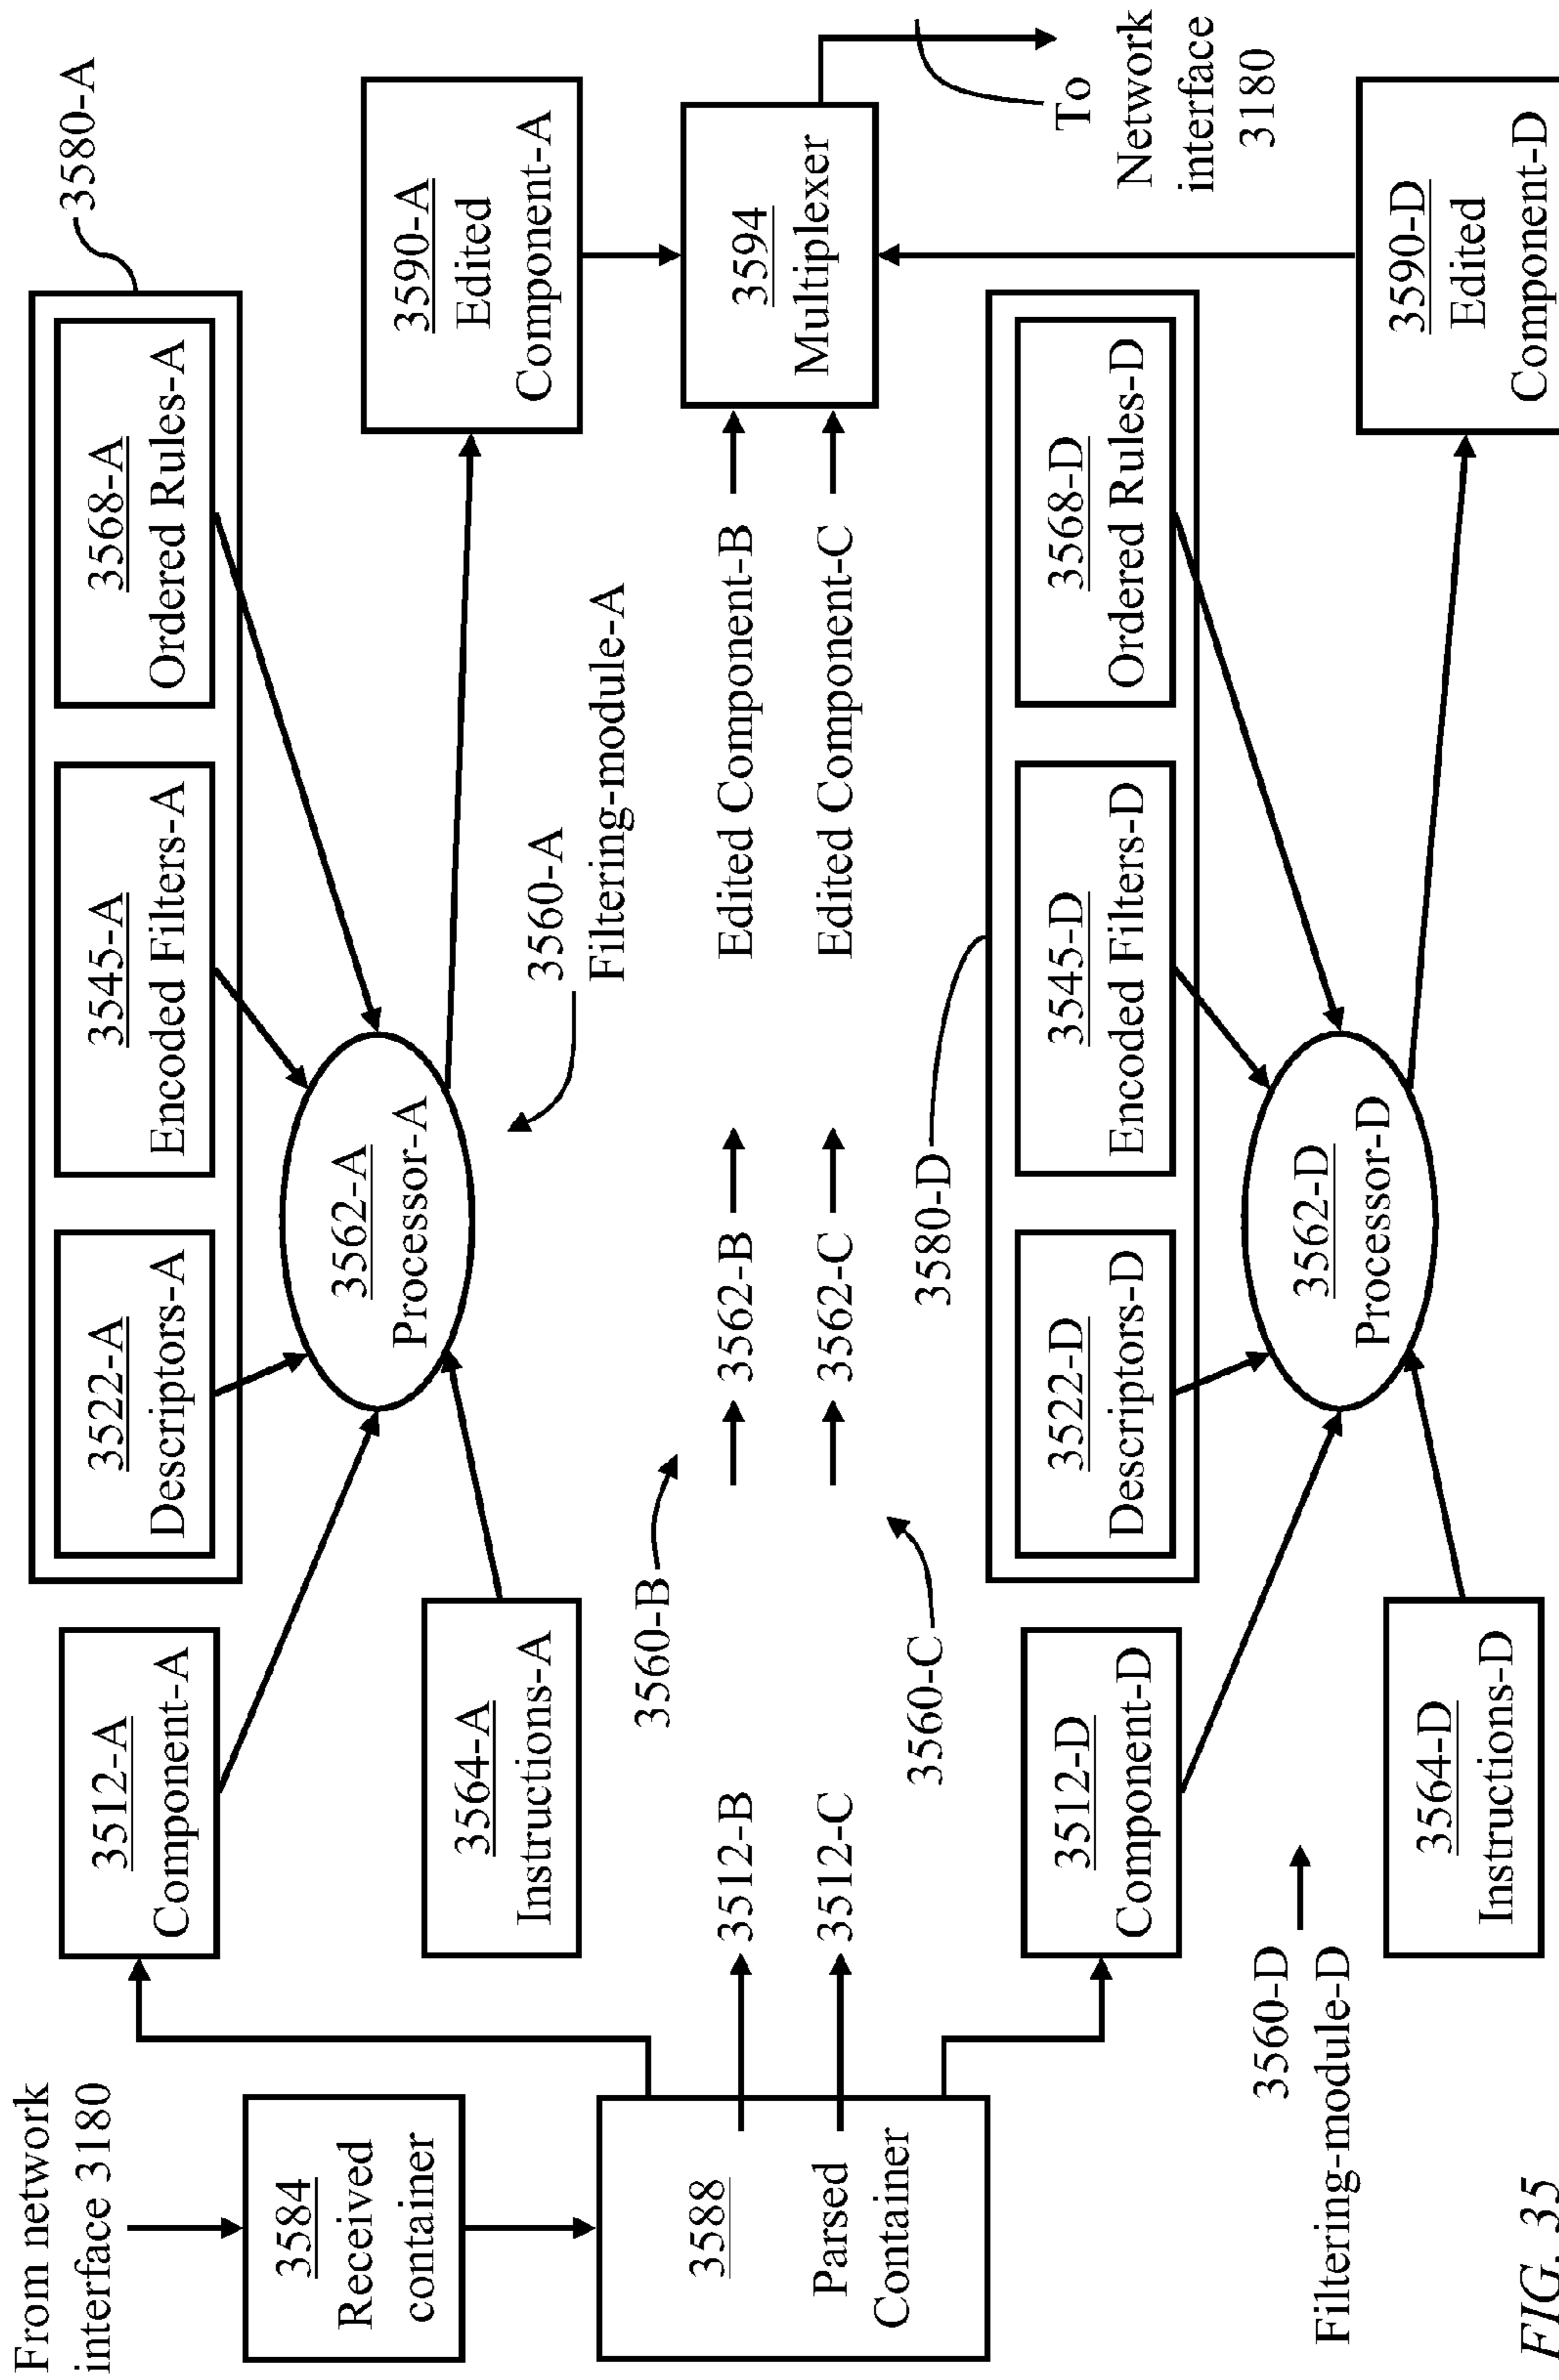 From network
interface 3180
3584
Received
container
3588
Parsed
Container
3512-A
Component-A
3564-A
Instructions-A
3580-A
3522-A
Descriptors-A
3545-A
Encoded Filters-A
3568-A
Ordered Rules-A
3562-A
Processor-A
3560-A
Filtering-module-A
3590-A
Edited
Component-A
3512-B
3560-B
3562-B
Edited Component-B
3512-C
3560-C
3562-C
Edited Component-C
3594
Multiplexer
To
Network
interface
3180
3580-D
3512-D
Component-D
3522-D
Descriptors-D
3545-D
Encoded Filters-D
3568-D
Ordered Rules-D
3562-D
Processor-D
3560-D
Filtering-module-D
3564-D
Instructions-D
3590-D
Edited
Component-D
FIG. 35